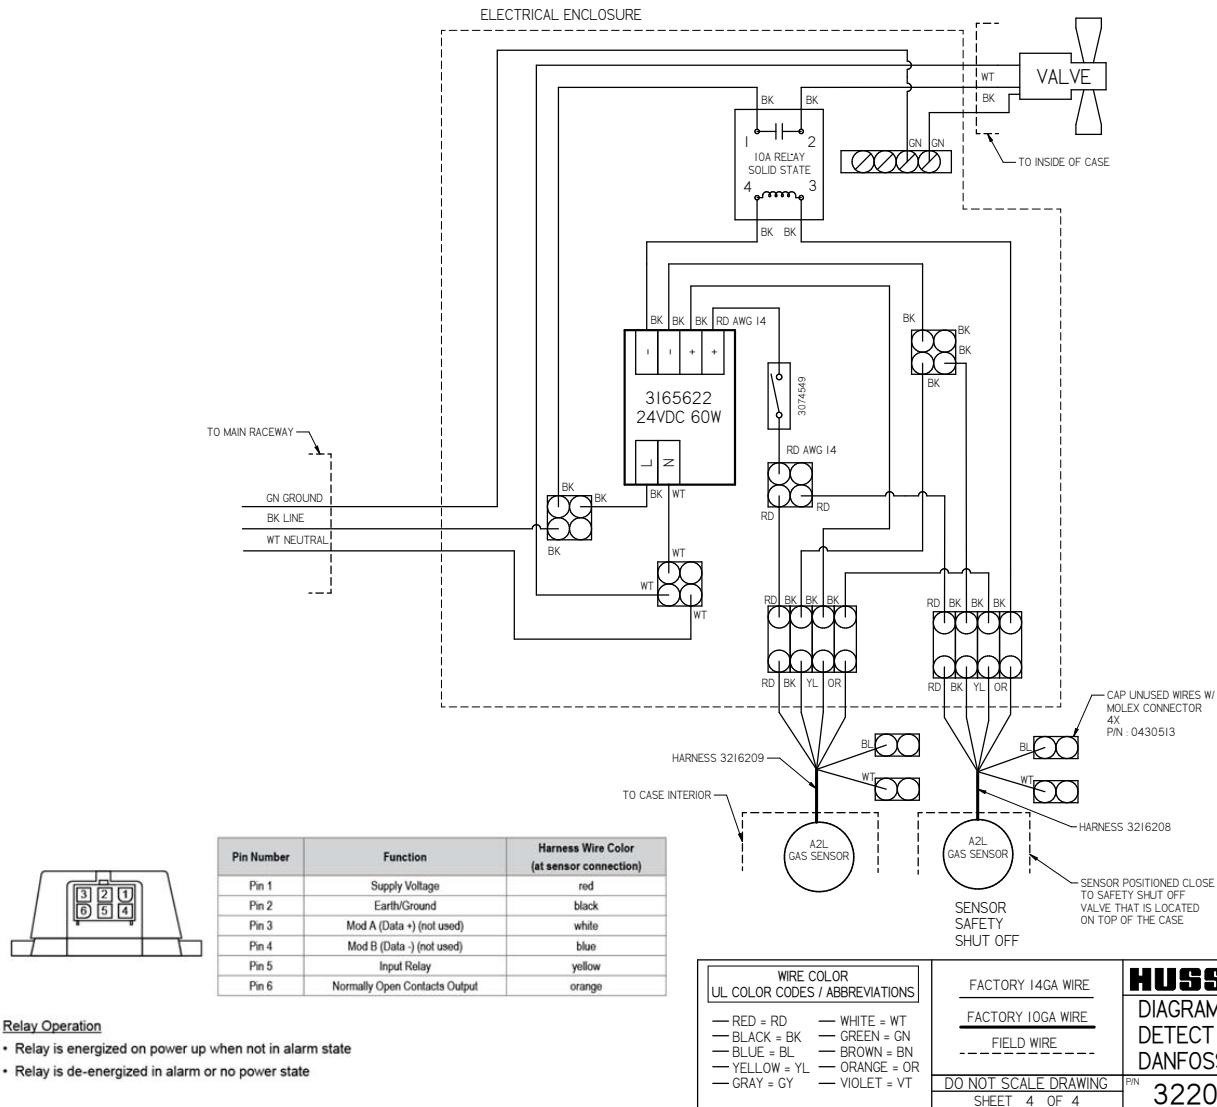 ELECTRICAL ENCLOSURE
WT
BK
VALVE
BK
BK
1
2
10A RELAY
SOLID STATE
4
3
BK
BK
GN
GN
TO INSIDE OF CASE
BK
BK
BK
RD AWG 14
-
-
+
+
3165622
24VDC 60W
L
N
3074549
BK
BK
BK
BK
TO MAIN RACEWAY
RD AWG 14
BK
BK
BK
WT
RD
RD
GN GROUND
BK LINE
WT NEUTRAL
BK
WT
WT
WT
RD
BK
BK
BK
RD
BK
BK
BK
RD
BK
YL
OR
RD
BK
YL
OR
CAP UNUSED WIRES W/
MOLEX CONNECTOR
4X
P/N : 0430513
BL
WT
BL
WT
HARNESS 3216209
TO CASE INTERIOR
HARNESS 3216208
A2L
GAS SENSOR
A2L
GAS SENSOR
SENSOR
SAFETY
SHUT OFF
SENSOR POSITIONED CLOSE
TO SAFETY SHUT OFF
VALVE THAT IS LOCATED
ON TOP OF THE CASE
3 2 1
6 5 4
Pin Number Function Harness Wire Color
(at sensor connection)
Pin 1 Supply Voltage red
Pin 2 Earth/Ground black
Pin 3 Mod A (Data +) (not used) white
Pin 4 Mod B (Data -) (not used) blue
Pin 5 Input Relay yellow
Pin 6 Normally Open Contacts Output orange
Relay Operation
• Relay is energized on power up when not in alarm state
• Relay is de-energized in alarm or no power state
WIRE COLOR
UL COLOR CODES / ABBREVIATIONS
RED = RD
WHITE = WT
BLACK = BK
GREEN = GN
BLUE = BL
BROWN = BN
YELLOW = YL
ORANGE = OR
GRAY = GY
VIOLET = VT
FACTORY 14GA WIRE
FACTORY 10GA WIRE
FIELD WIRE
DO NOT SCALE DRAWING
SHEET 4 OF 4
HUSS
DIAGRAM
DETECT
DANFOSS
P/N
3220